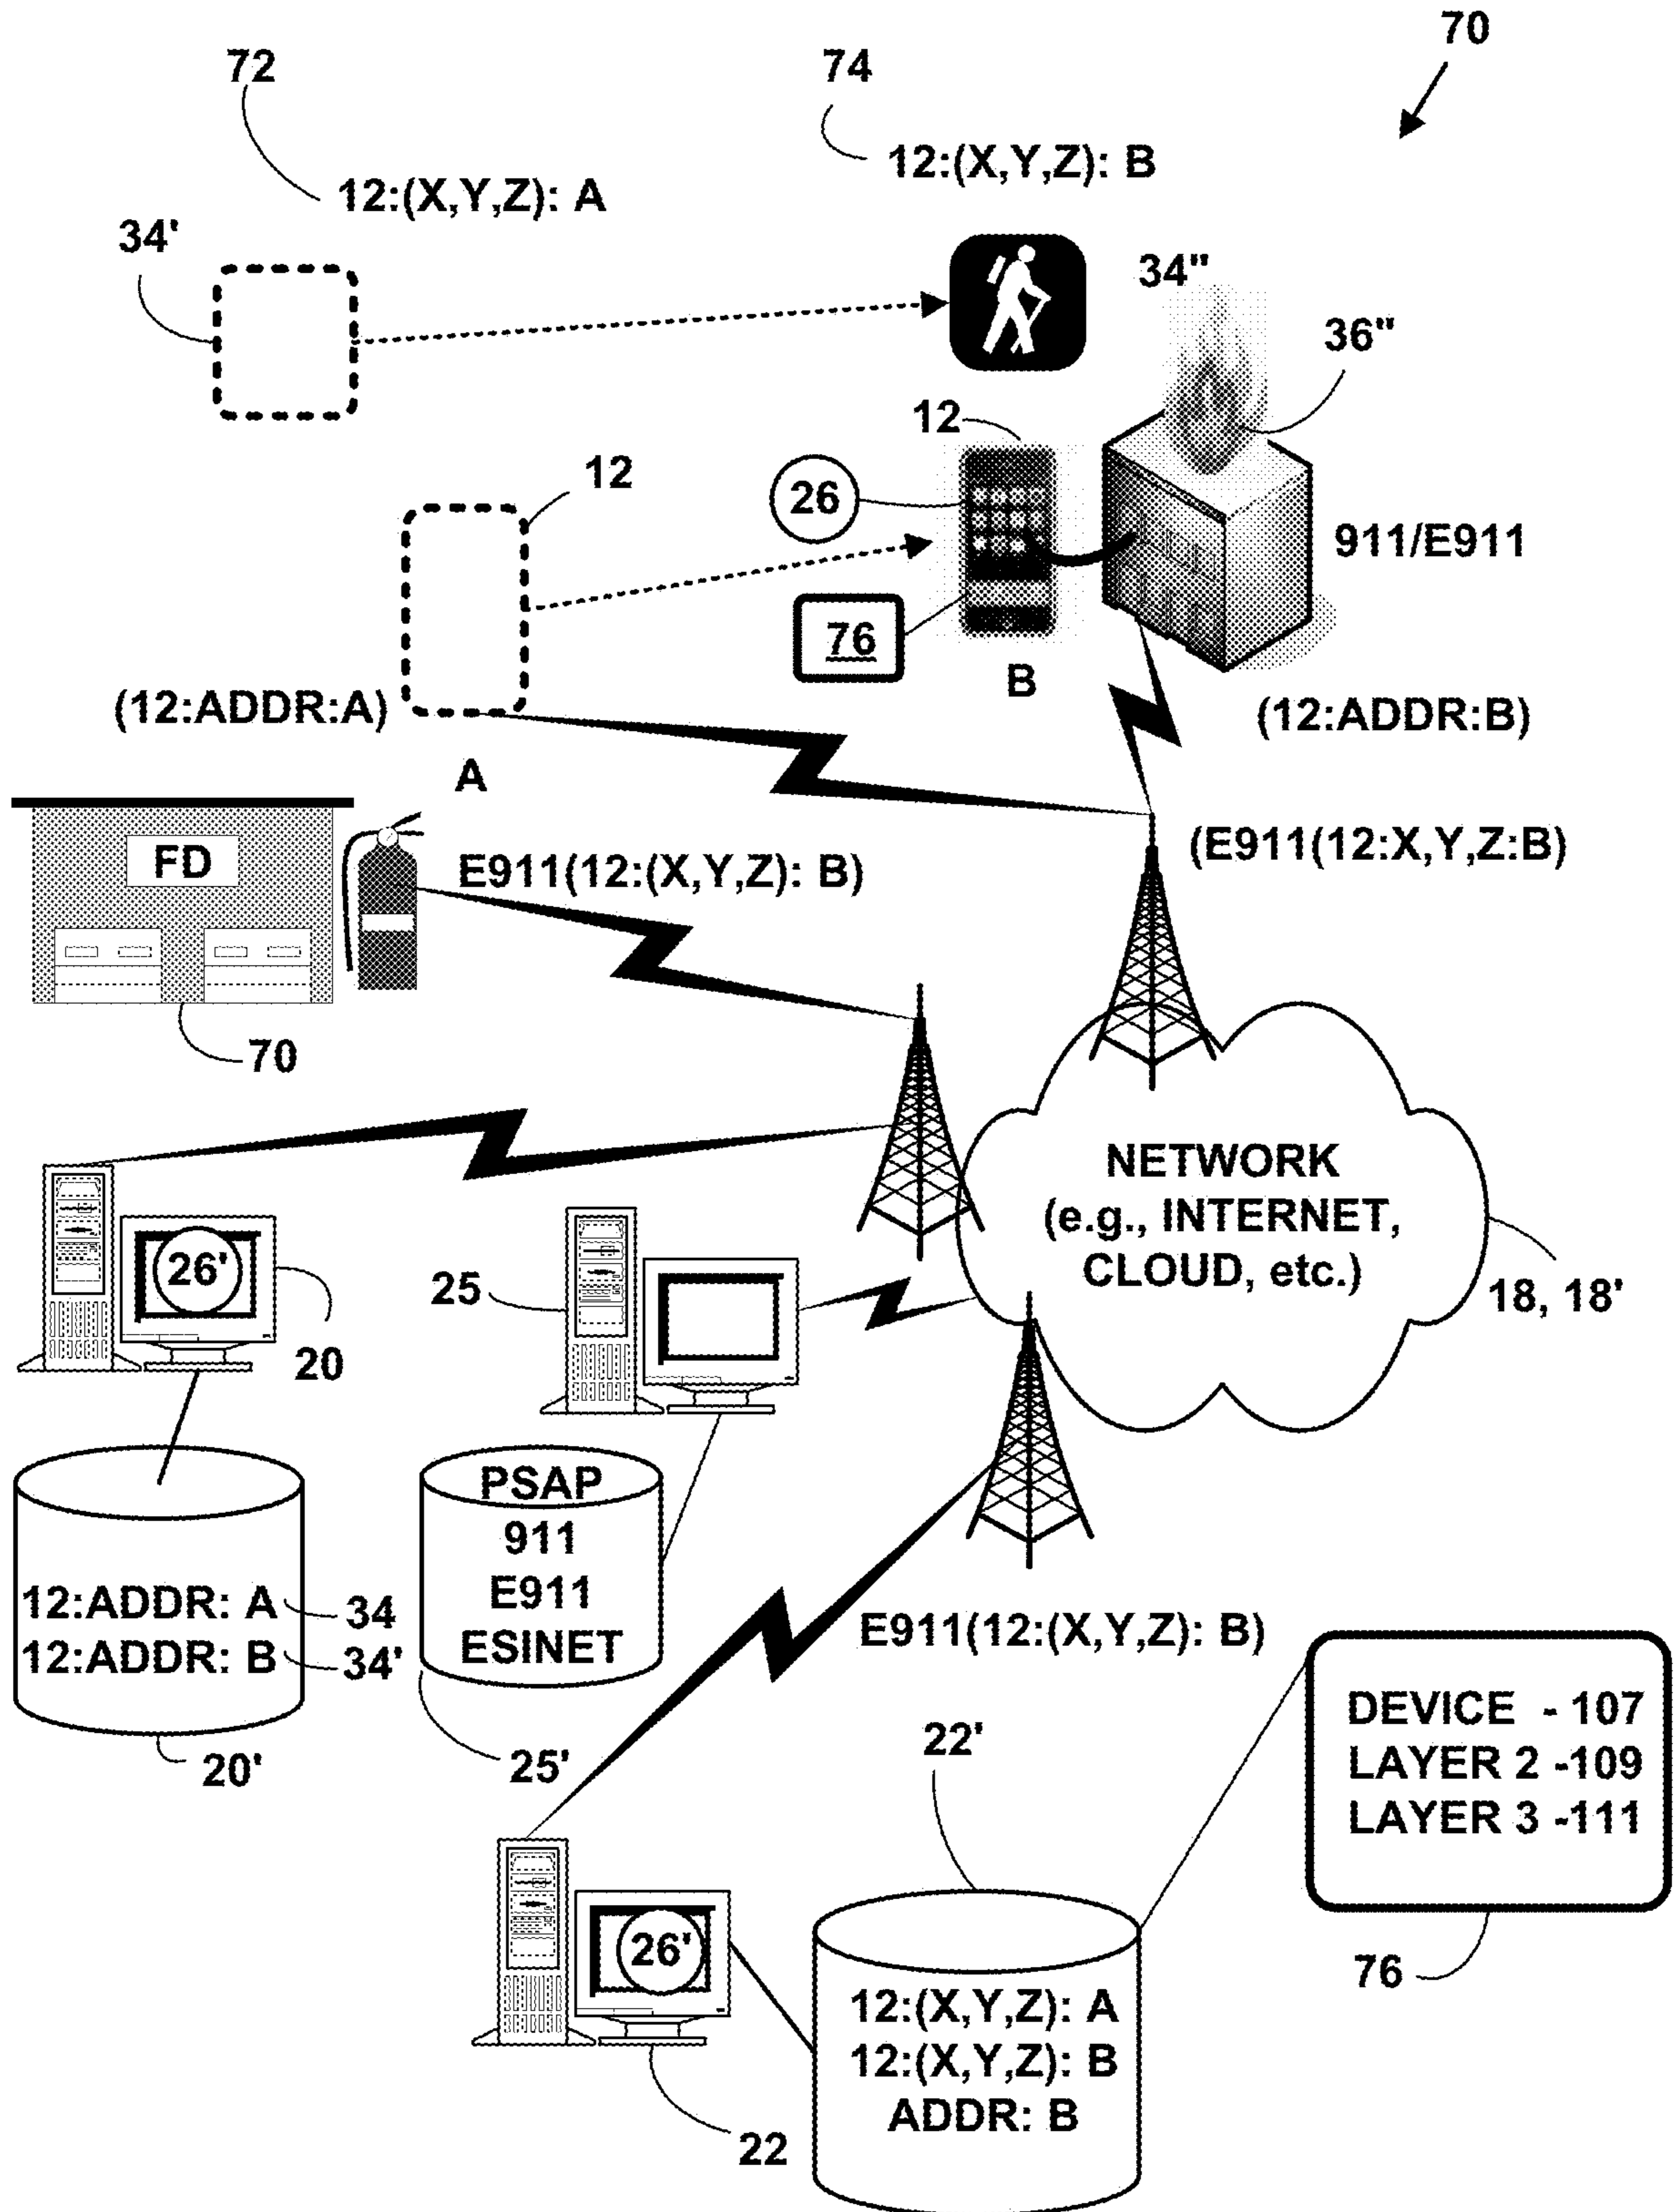 70
72
74
12:(X,Y,Z): B
12:(X,Y,Z): A
34'
34"
36"
12
12
26
911/E911
76
B
(12:ADDR:A)
(12:ADDR:B)
A
FD
E911(12:(X,Y,Z): B)
(E911(12:X,Y,Z:B)
70
NETWORK
(e.g., INTERNET,
CLOUD, etc.)
18, 18'
26'
20
25
12:ADDR: A
34
12:ADDR: B
34'
20'
PSAP
911
E911
ESINET
25'
E911(12:(X,Y,Z): B)
DEVICE - 107
LAYER 2 -109
LAYER 3 -111
76
22'
26'
22
12:(X,Y,Z): A
12:(X,Y,Z): B
ADDR: B